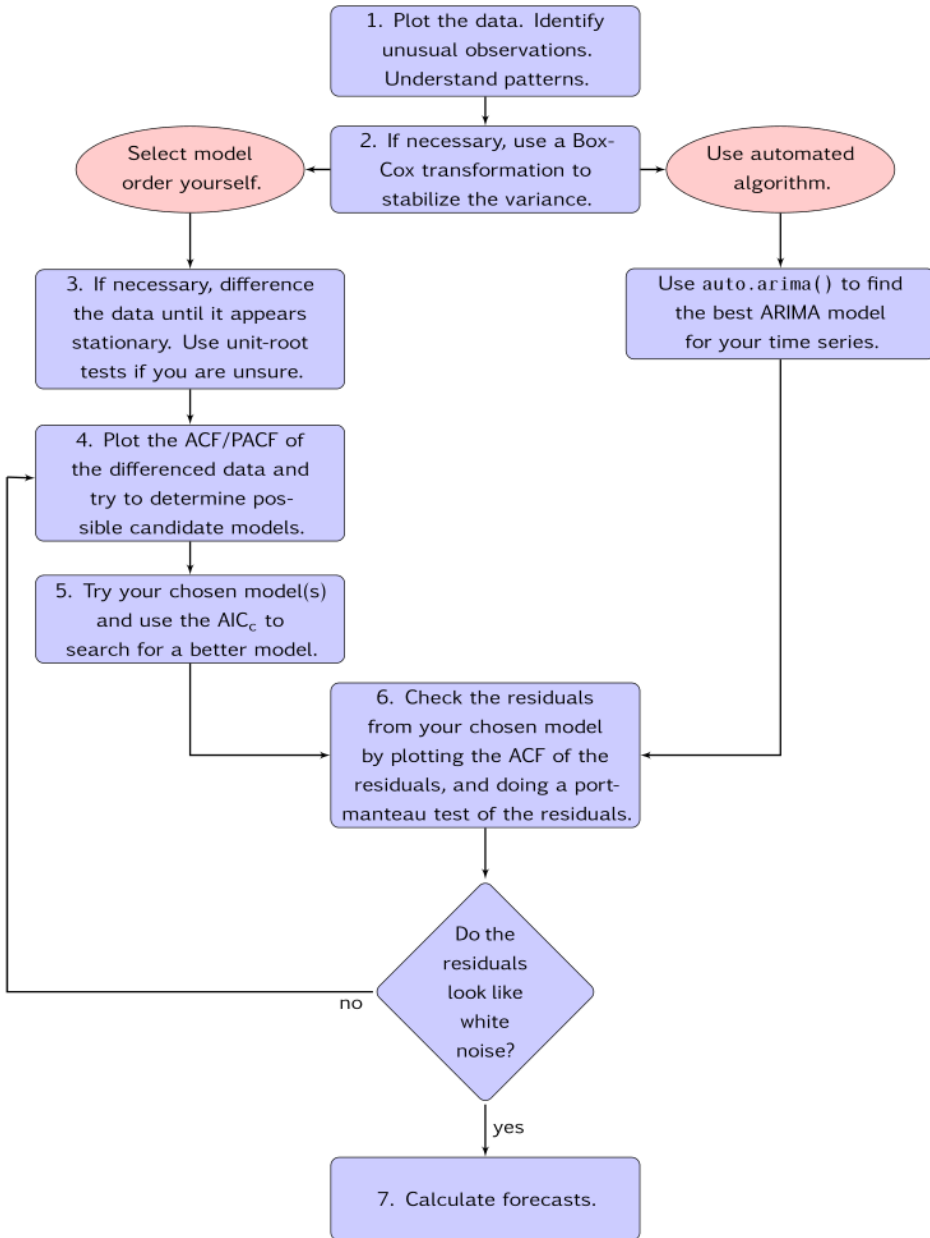 1. Plot the data. Identify
unusual observations.
Understand patterns.
Select model
order yourself.
2. If necessary, use a Box-
Cox transformation to
stabilize the variance.
Use automated
algorithm.
3. If necessary, difference
the data until it appears
stationary. Use unit-root
tests if you are unsure.
Use auto.arima() to find
the best ARIMA model
for your time series.
4. Plot the ACF/PACF of
the differenced data and
try to determine pos-
sible candidate models.
5. Try your chosen model(s)
and use the AICc to
search for a better model.
6. Check the residuals
from your chosen model
by plotting the ACF of the
residuals, and doing a port-
manteau test of the residuals.
Do the
residuals
look like
white
noise?
no
yes
7. Calculate forecasts.